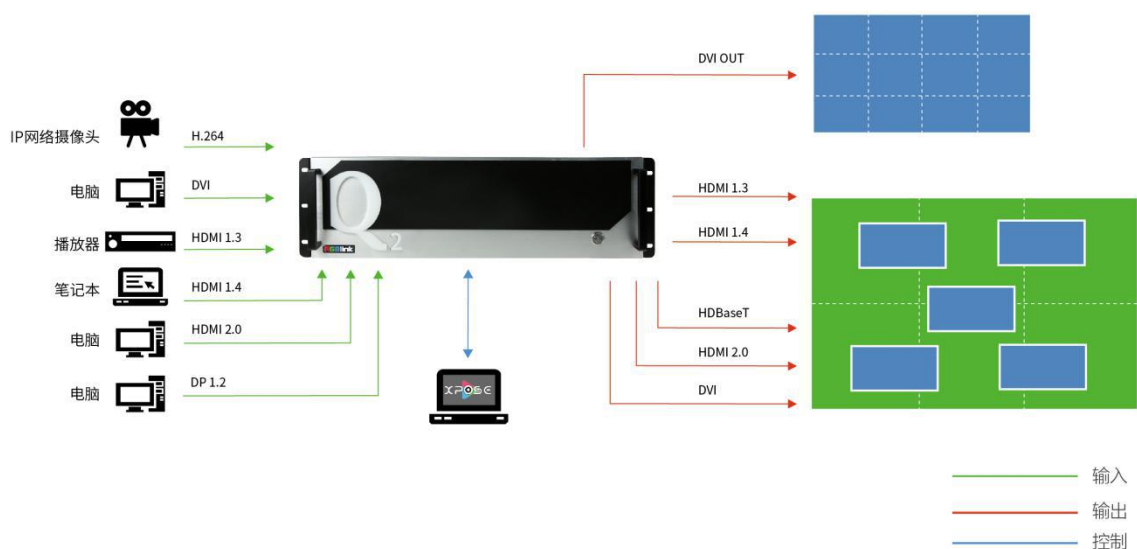 DVI OUT
IP网络摄像头
H.264
电脑
DVI
HDMI 1.3
播放器
HDMI 1.3
HDMI 1.4
Q2
RGBlink
笔记本
HDMI 1.4
HDBaseT
电脑
HDMI 2.0
HDMI 2.0
电脑
DP 1.2
XPOSE
DVI
输入
输出
控制